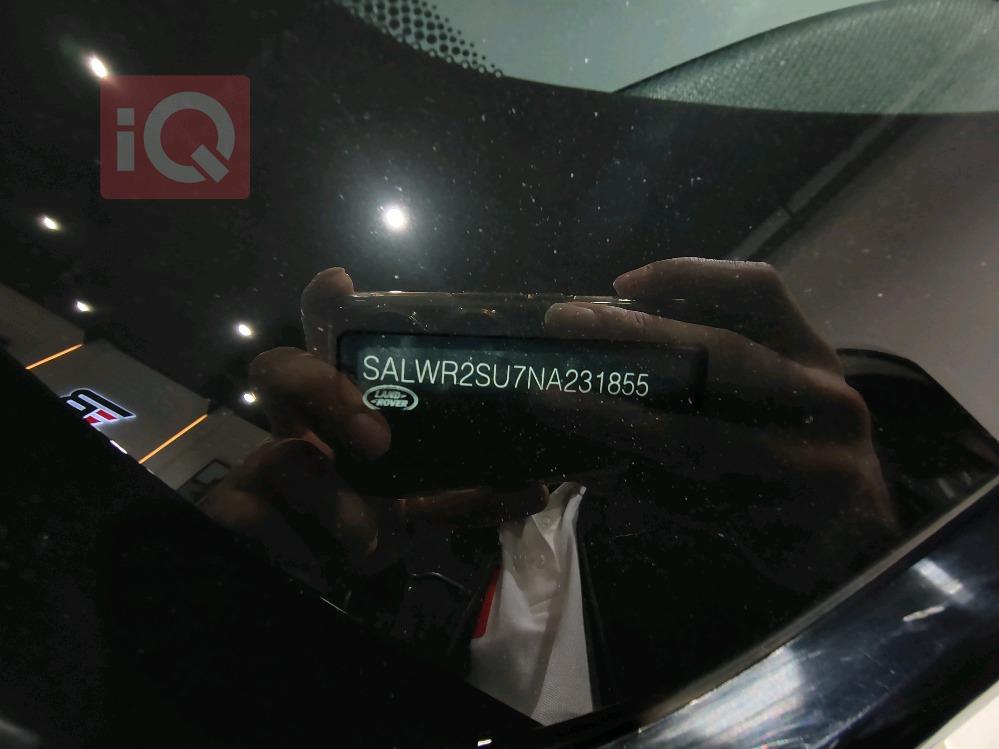 iQ
SALWR2SU7NA231855
LAND-
-ROVER